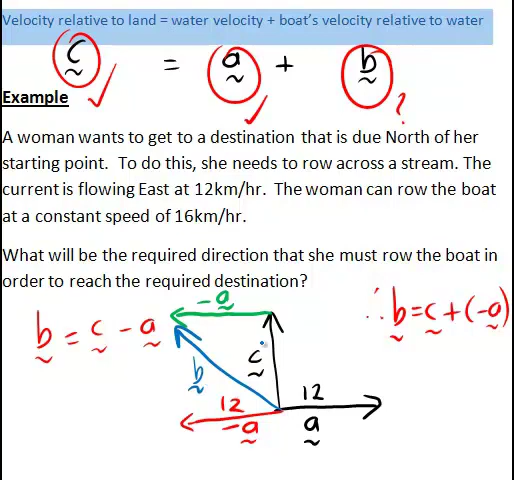 Velocity relative to land = water velocity + boat's velocity relative to water
c = a + b
~ ~ ~
?
Example
A woman wants to get to a destination that is due North of her
starting point. To do this, she needs to row across a stream. The
current is flowing East at 12km/hr. The woman can row the boat
at a constant speed of 16km/hr.
What will be the required direction that she must row the boat in
order to reach the required destination?
-a
~
b = c - a
~ ~ ~
∴ b = c + (-a)
~ ~ ~
c
~
b
~
12
-a
~
12
a
~